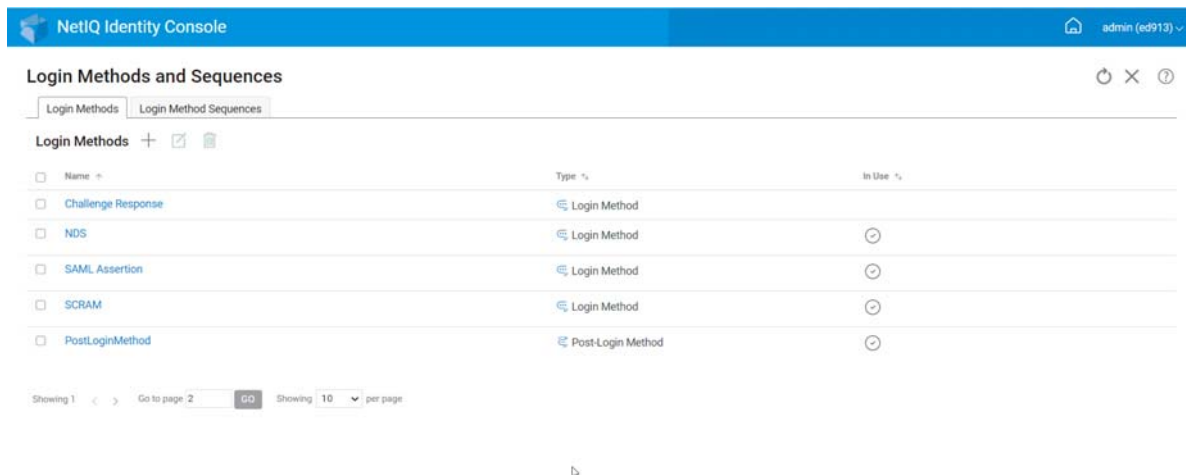 NetIQ Identity Console admin (ed913)
Login Methods and Sequences
Login Methods Login Method Sequences
Login Methods
Name Type In Use
Challenge Response Login Method
NDS Login Method
SAML Assertion Login Method
SCRAM Login Method
PostLoginMethod Post-Login Method
Showing 1 Go to page 2 GO Showing 10 per page